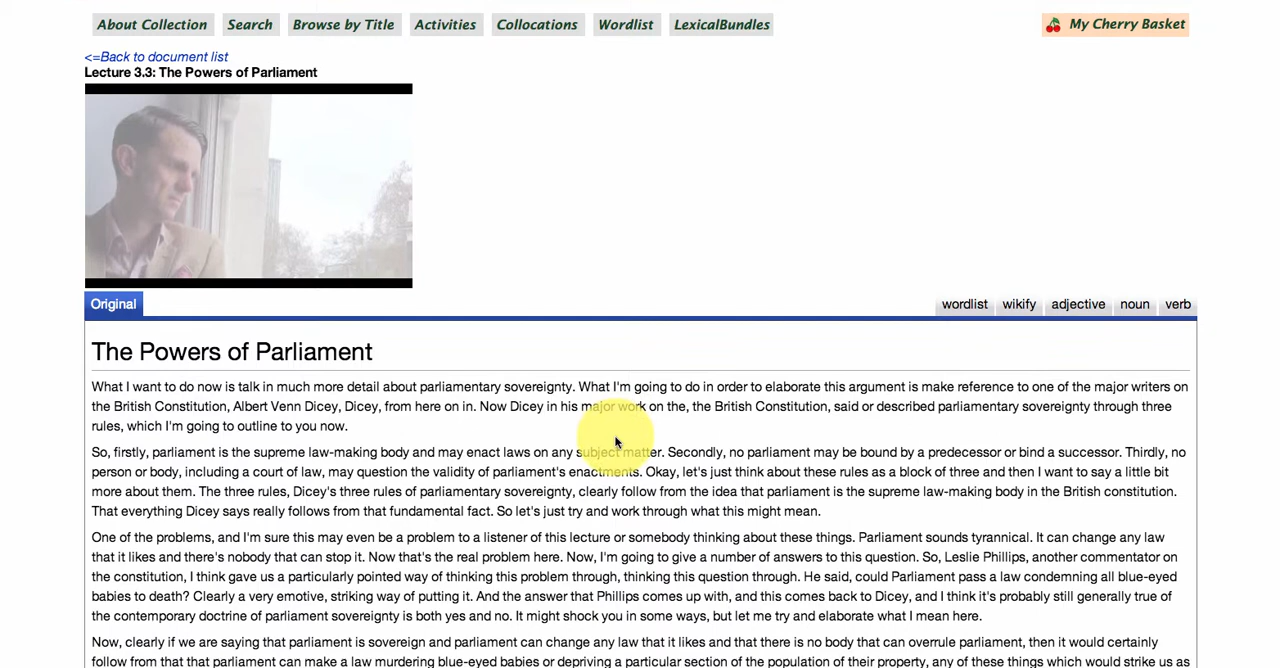 About Collection Search Browse by Title Activities Collocations Wordlist LexicalBundles My Cherry Basket
<=Back to document list
Lecture 3.3: The Powers of Parliament
Original wordlist wikify adjective noun verb
The Powers of Parliament
What I want to do now is talk in much more detail about parliamentary sovereignty. What I'm going to do in order to elaborate this argument is make reference to one of the major writers on
the British Constitution, Albert Venn Dicey, Dicey, from here on in. Now Dicey in his major work on the, the British Constitution, said or described parliamentary sovereignty through three
rules, which I'm going to outline to you now.
So, firstly, parliament is the supreme law-making body and may enact laws on any subject matter. Secondly, no parliament may be bound by a predecessor or bind a successor. Thirdly, no
person or body, including a court of law, may question the validity of parliament's enactments. Okay, let's just think about these rules as a block of three and then I want to say a little bit
more about them. The three rules, Dicey's three rules of parliamentary sovereignty, clearly follow from the idea that parliament is the supreme law-making body in the British constitution.
That everything Dicey says really follows from that fundamental fact. So let's just try and work through what this might mean.
One of the problems, and I'm sure this may even be a problem to a listener of this lecture or somebody thinking about these things. Parliament sounds tyrannical. It can change any law
that it likes and there's nobody that can stop it. Now that's the real problem here. Now, I'm going to give a number of answers to this question. So, Leslie Phillips, another commentator on
the constitution, I think gave us a particularly pointed way of thinking this problem through, thinking this question through. He said, could Parliament pass a law condemning all blue-eyed
babies to death? Clearly a very emotive, striking way of putting it. And the answer that Phillips comes up with, and this comes back to Dicey, and I think it's probably still generally true of
the contemporary doctrine of parliament sovereignty is both yes and no. It might shock you in some ways, but let me try and elaborate what I mean here.
Now, clearly if we are saying that parliament is sovereign and parliament can change any law that it likes and that there is no body that can overrule parliament, then it would certainly
follow from that that parliament can make a law murdering blue-eyed babies or depriving a particular section of the population of their property, any of these things which would strike us as